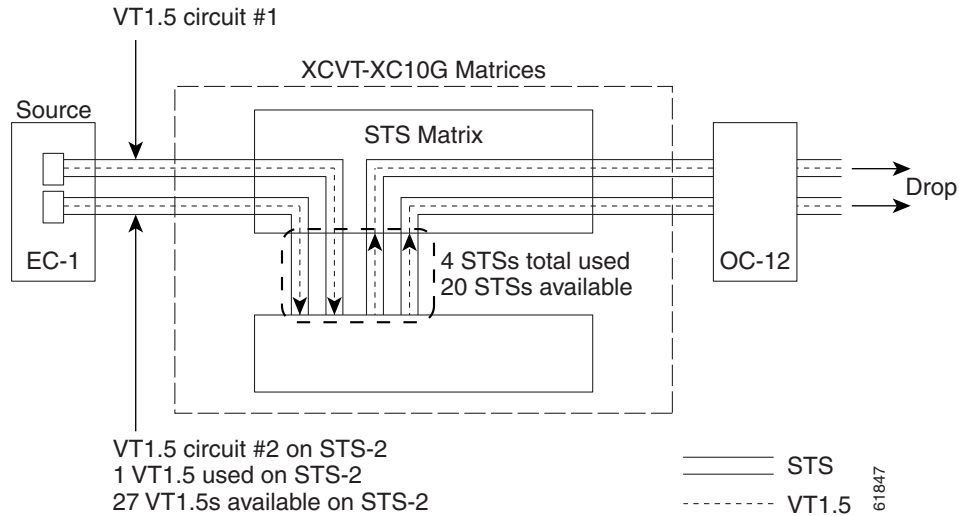 VT1.5 circuit #1
XCVT-XC10G Matrices
Source
STS Matrix
Drop
EC-1
4 STSs total used
20 STSs available
OC-12
VT1.5 circuit #2 on STS-2
1 VT1.5 used on STS-2
27 VT1.5s available on STS-2
STS
VT1.5
61847